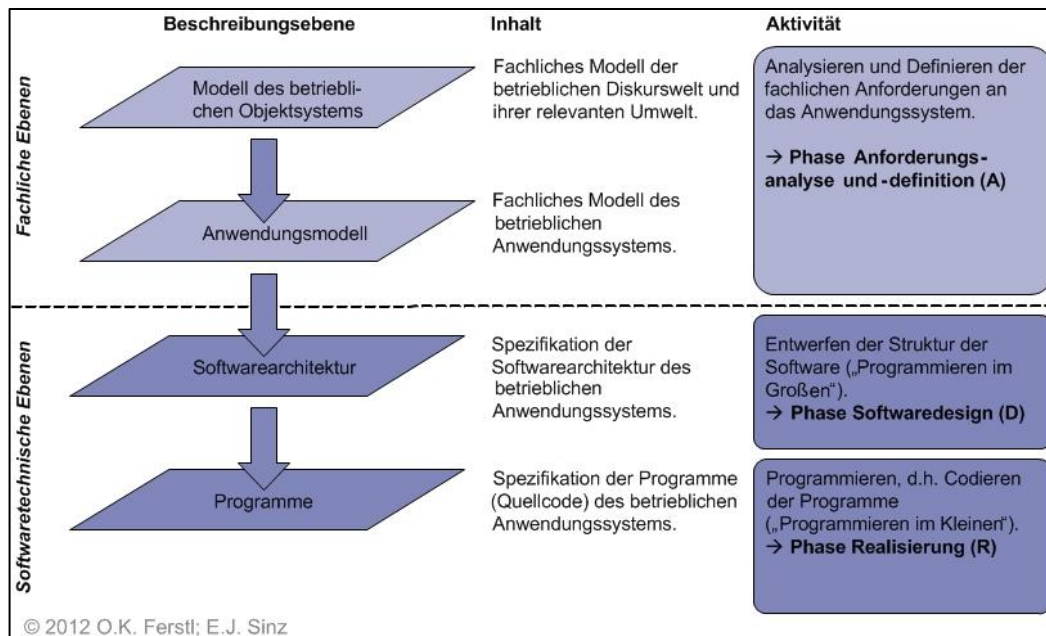 Beschreibungsebene
Inhalt
Aktivität
Fachliche Ebenen
Modell des betriebli-
chen Objektsystems
Fachliches Modell der
betrieblichen Diskurswelt und
ihrer relevanten Umwelt.
Analysieren und Definieren der
fachlichen Anforderungen an
das Anwendungssystem.
→ Phase Anforderungs-
analyse und -definition (A)
Anwendungsmodell
Fachliches Modell des
betrieblichen
Anwendungssystems.
Softwaretechnische Ebenen
Softwarearchitektur
Spezifikation der
Softwarearchitektur des
betrieblichen
Anwendungssystems.
Entwerfen der Struktur der
Software („Programmieren im
Großen“).
→ Phase Softwaredesign (D)
Programme
Spezifikation der Programme
(Quellcode) des betrieblichen
Anwendungssystems.
Programmieren, d.h. Codieren
der Programme
(„Programmieren im Kleinen“).
→ Phase Realisierung (R)
© 2012 O.K. Ferstl; E.J. Sinz